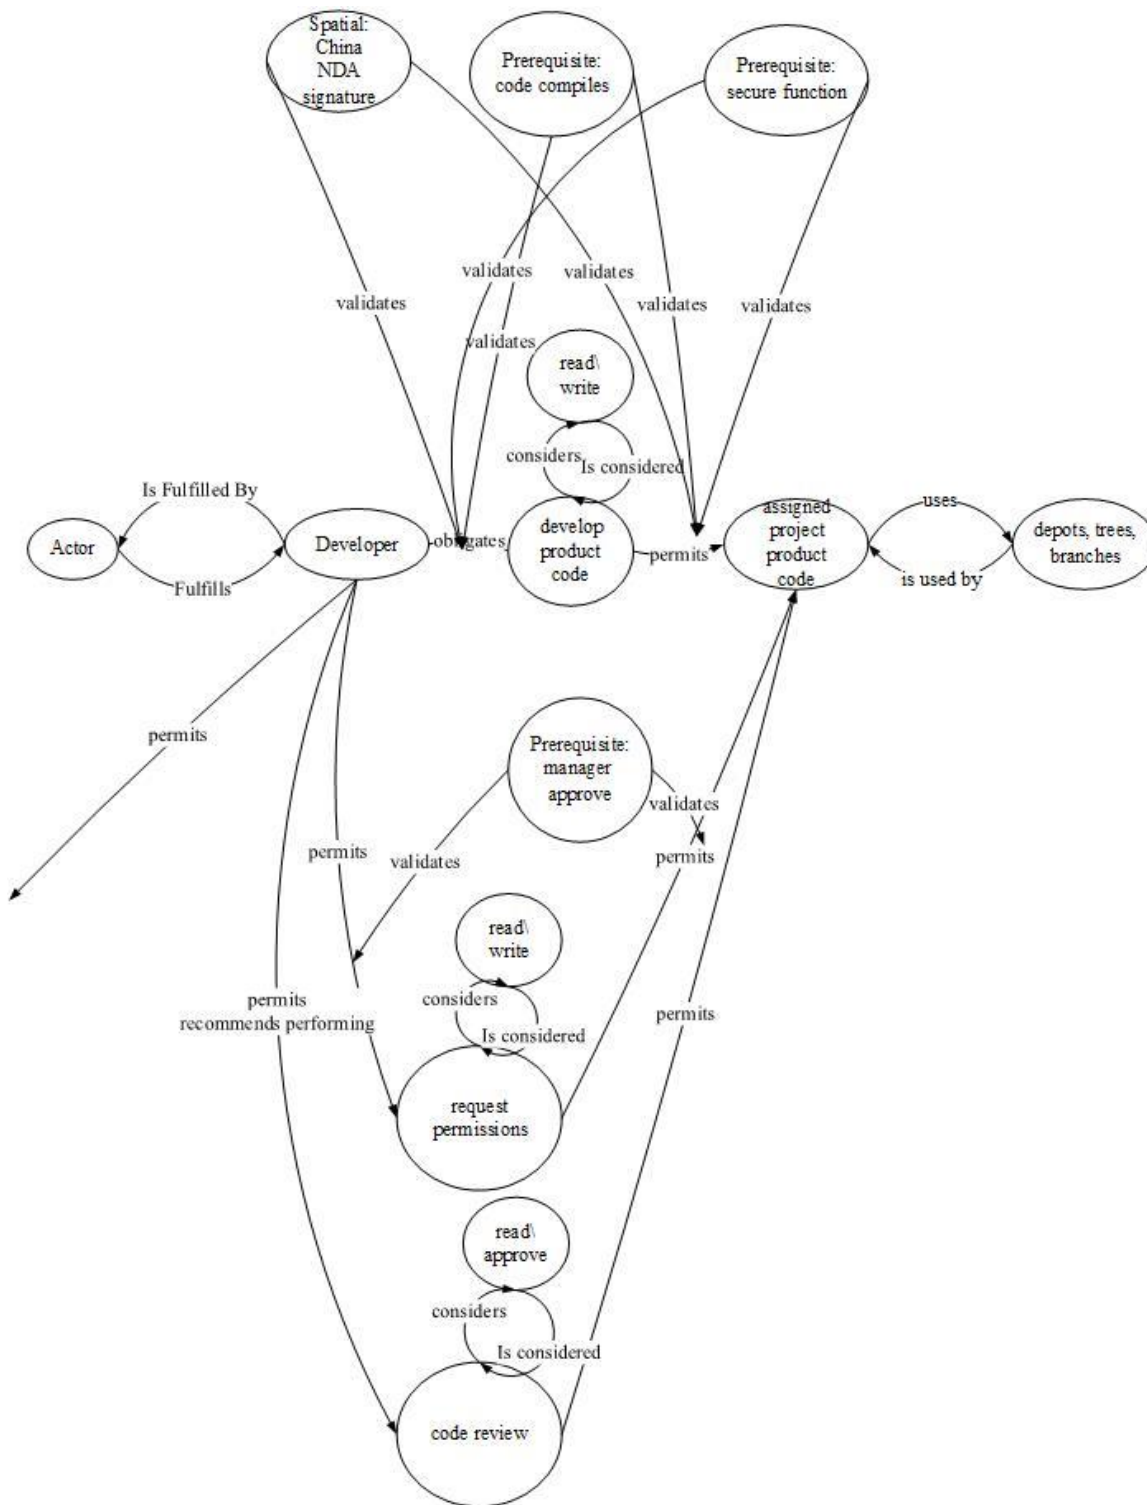 Spatial:
China
NDA
signature
Prerequisite:
code compiles
Prerequisite:
secure function
validates
validates
validates
validates
validates
validates
read\
write
considers
Is considered
Is Fulfilled By
Actor
Fulfills
Developer
obligates
develop
product
code
permits
assigned
project
product
code
uses
is used by
depots, trees,
branches
permits
Prerequisite:
manager
approve
validates
permits
validates
permits
read\
write
considers
Is considered
permits
recommends performing
permits
request
permissions
read\
approve
considers
Is considered
code review